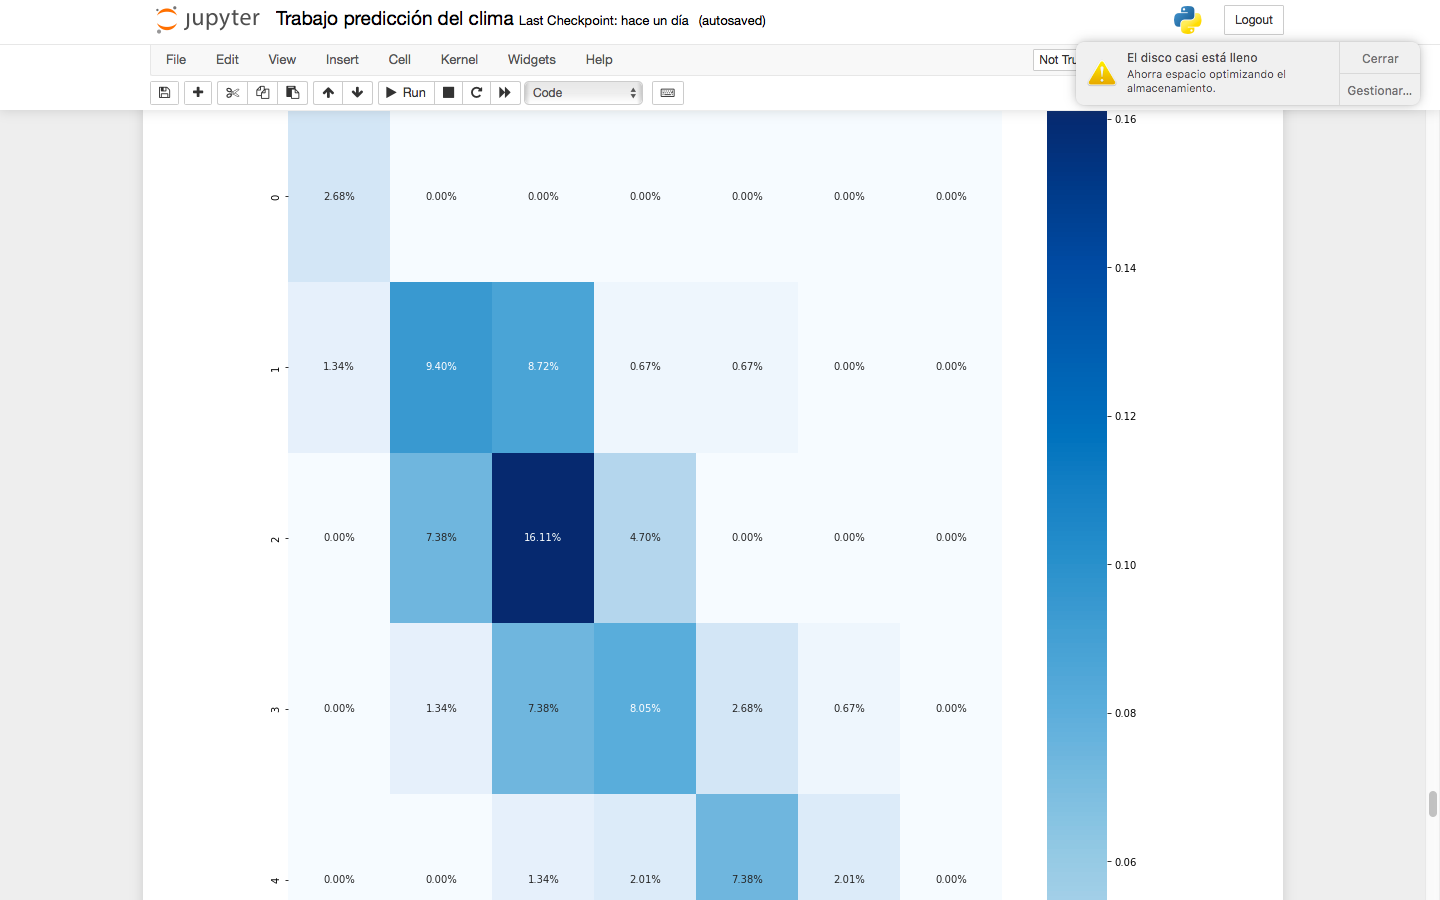 jupyter Trabajo predicción del clima Last Checkpoint: hace un día (autosaved)
Logout
File Edit View Insert Cell Kernel Widgets Help
Not Tru
El disco casi está lleno
Ahorra espacio optimizando el
almacenamiento.
Cerrar
Gestionar...
Run
Code
0 2.68% 0.00% 0.00% 0.00% 0.00% 0.00% 0.00%
1 1.34% 9.40% 8.72% 0.67% 0.67% 0.00% 0.00%
2 0.00% 7.38% 16.11% 4.70% 0.00% 0.00% 0.00%
3 0.00% 1.34% 7.38% 8.05% 2.68% 0.67% 0.00%
4 0.00% 0.00% 1.34% 2.01% 7.38% 2.01% 0.00%
0.16
0.14
0.12
0.10
0.08
0.06